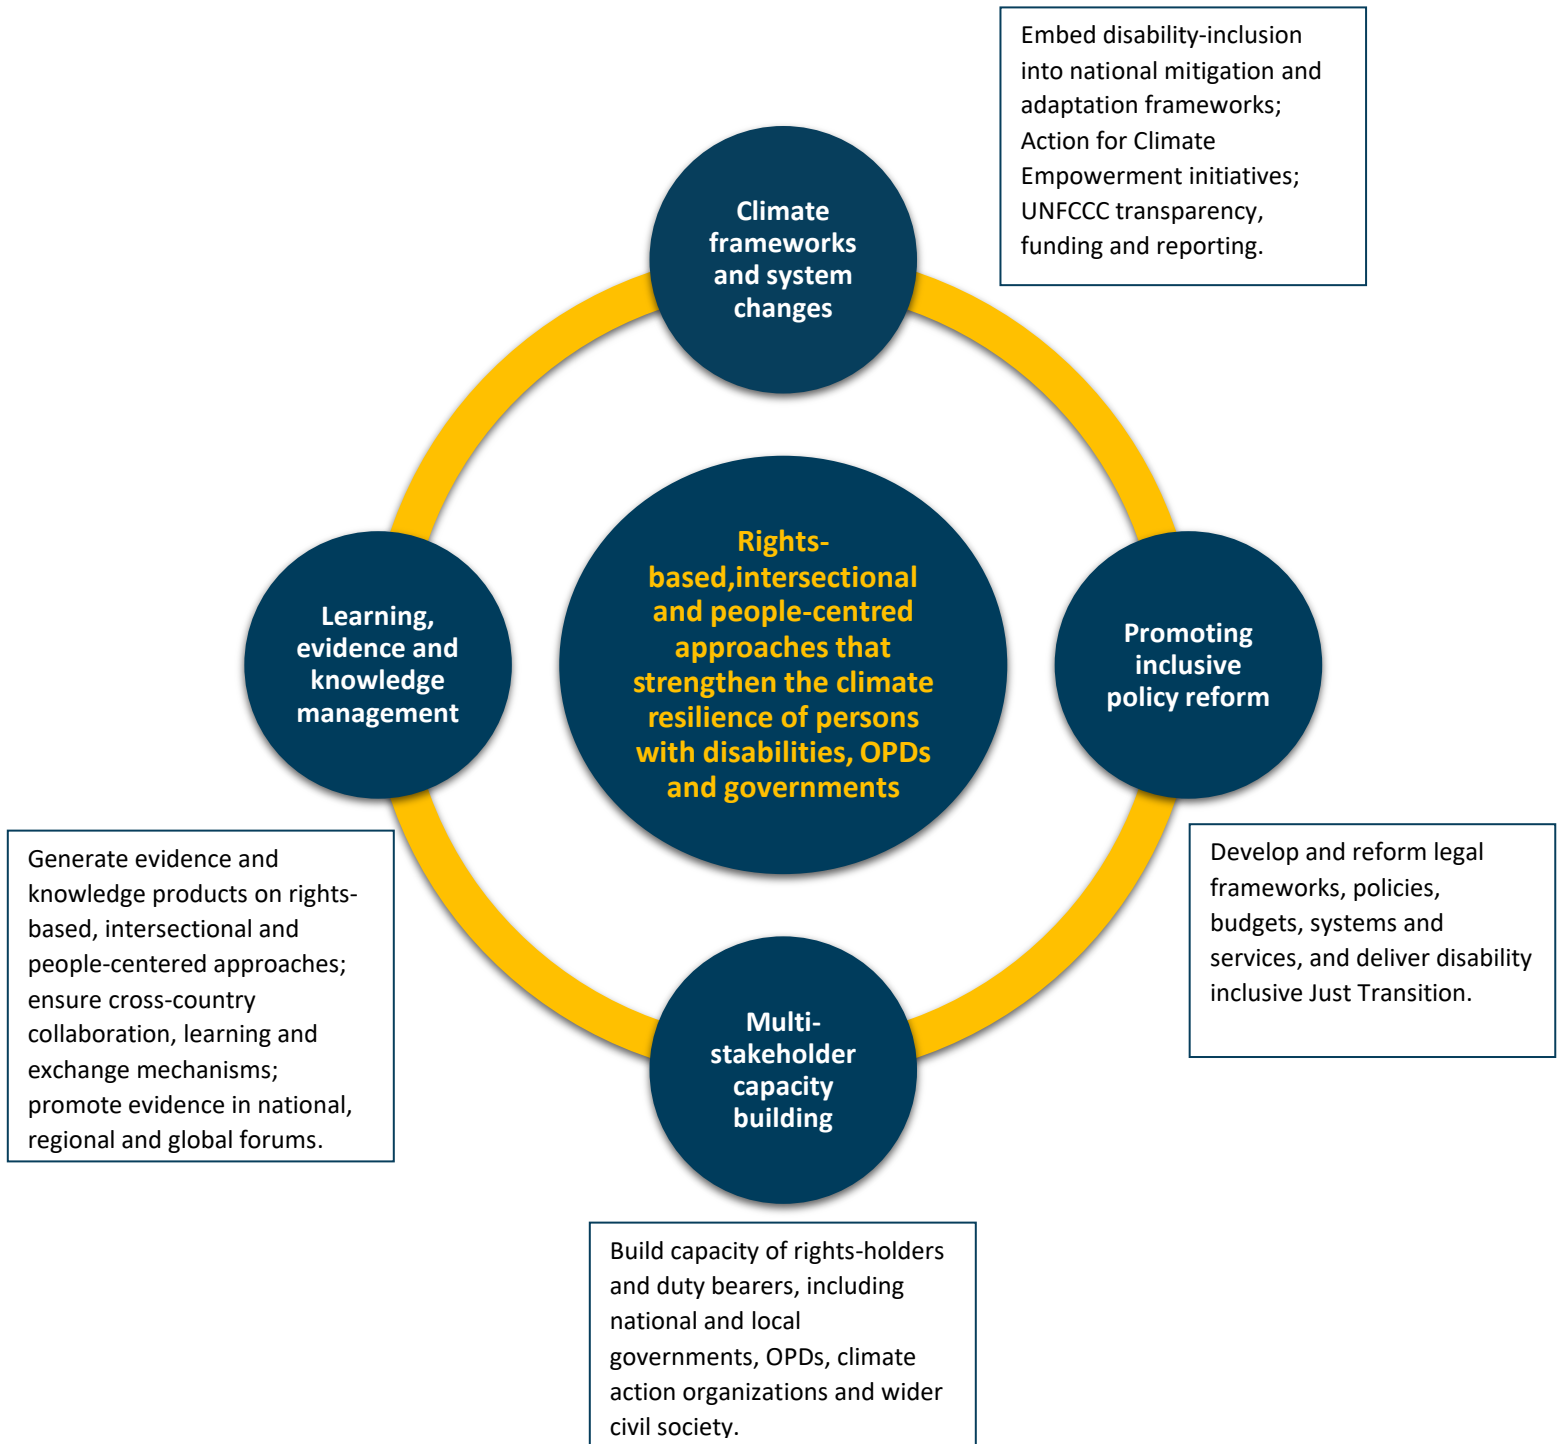 Embed disability-inclusion
into national mitigation and
adaptation frameworks;
Action for Climate
Empowerment initiatives;
UNFCCC transparency,
funding and reporting.
Climate
frameworks
and system
changes
Rights-
based,intersectional
and people-centred
approaches that
strengthen the climate
resilience of persons
with disabilities, OPDs
and governments
Learning,
evidence and
knowledge
management
Promoting
inclusive
policy reform
Generate evidence and
knowledge products on rights-
based, intersectional and
people-centered approaches;
ensure cross-country
collaboration, learning and
exchange mechanisms;
promote evidence in national,
regional and global forums.
Develop and reform legal
frameworks, policies,
budgets, systems and
services, and deliver disability
inclusive Just Transition.
Multi-
stakeholder
capacity
building
Build capacity of rights-holders
and duty bearers, including
national and local
governments, OPDs, climate
action organizations and wider
civil society.